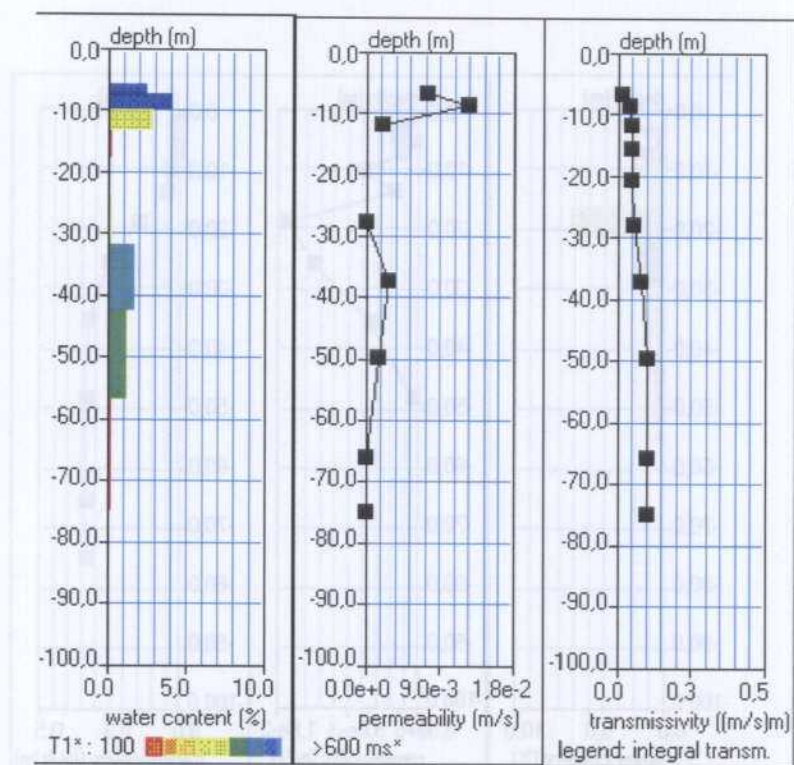 depth (m)
0,0
-10,0
-20,0
-30,0
-40,0
-50,0
-60,0
-70,0
-80,0
-90,0
-100,0
0,0 5,0 10,0
water content (%)
T1*: 100
depth (m)
0,0
-10,0
-20,0
-30,0
-40,0
-50,0
-60,0
-70,0
-80,0
-90,0
-100,0
0,0e+0 9,0e-3 1,8e-2
permeability (m/s)
>600 ms*
depth (m)
0,0
-10,0
-20,0
-30,0
-40,0
-50,0
-60,0
-70,0
-80,0
-90,0
-100,0
0,0 0,3 0,5
transmissivity ((m/s)m)
legend: integral transm.